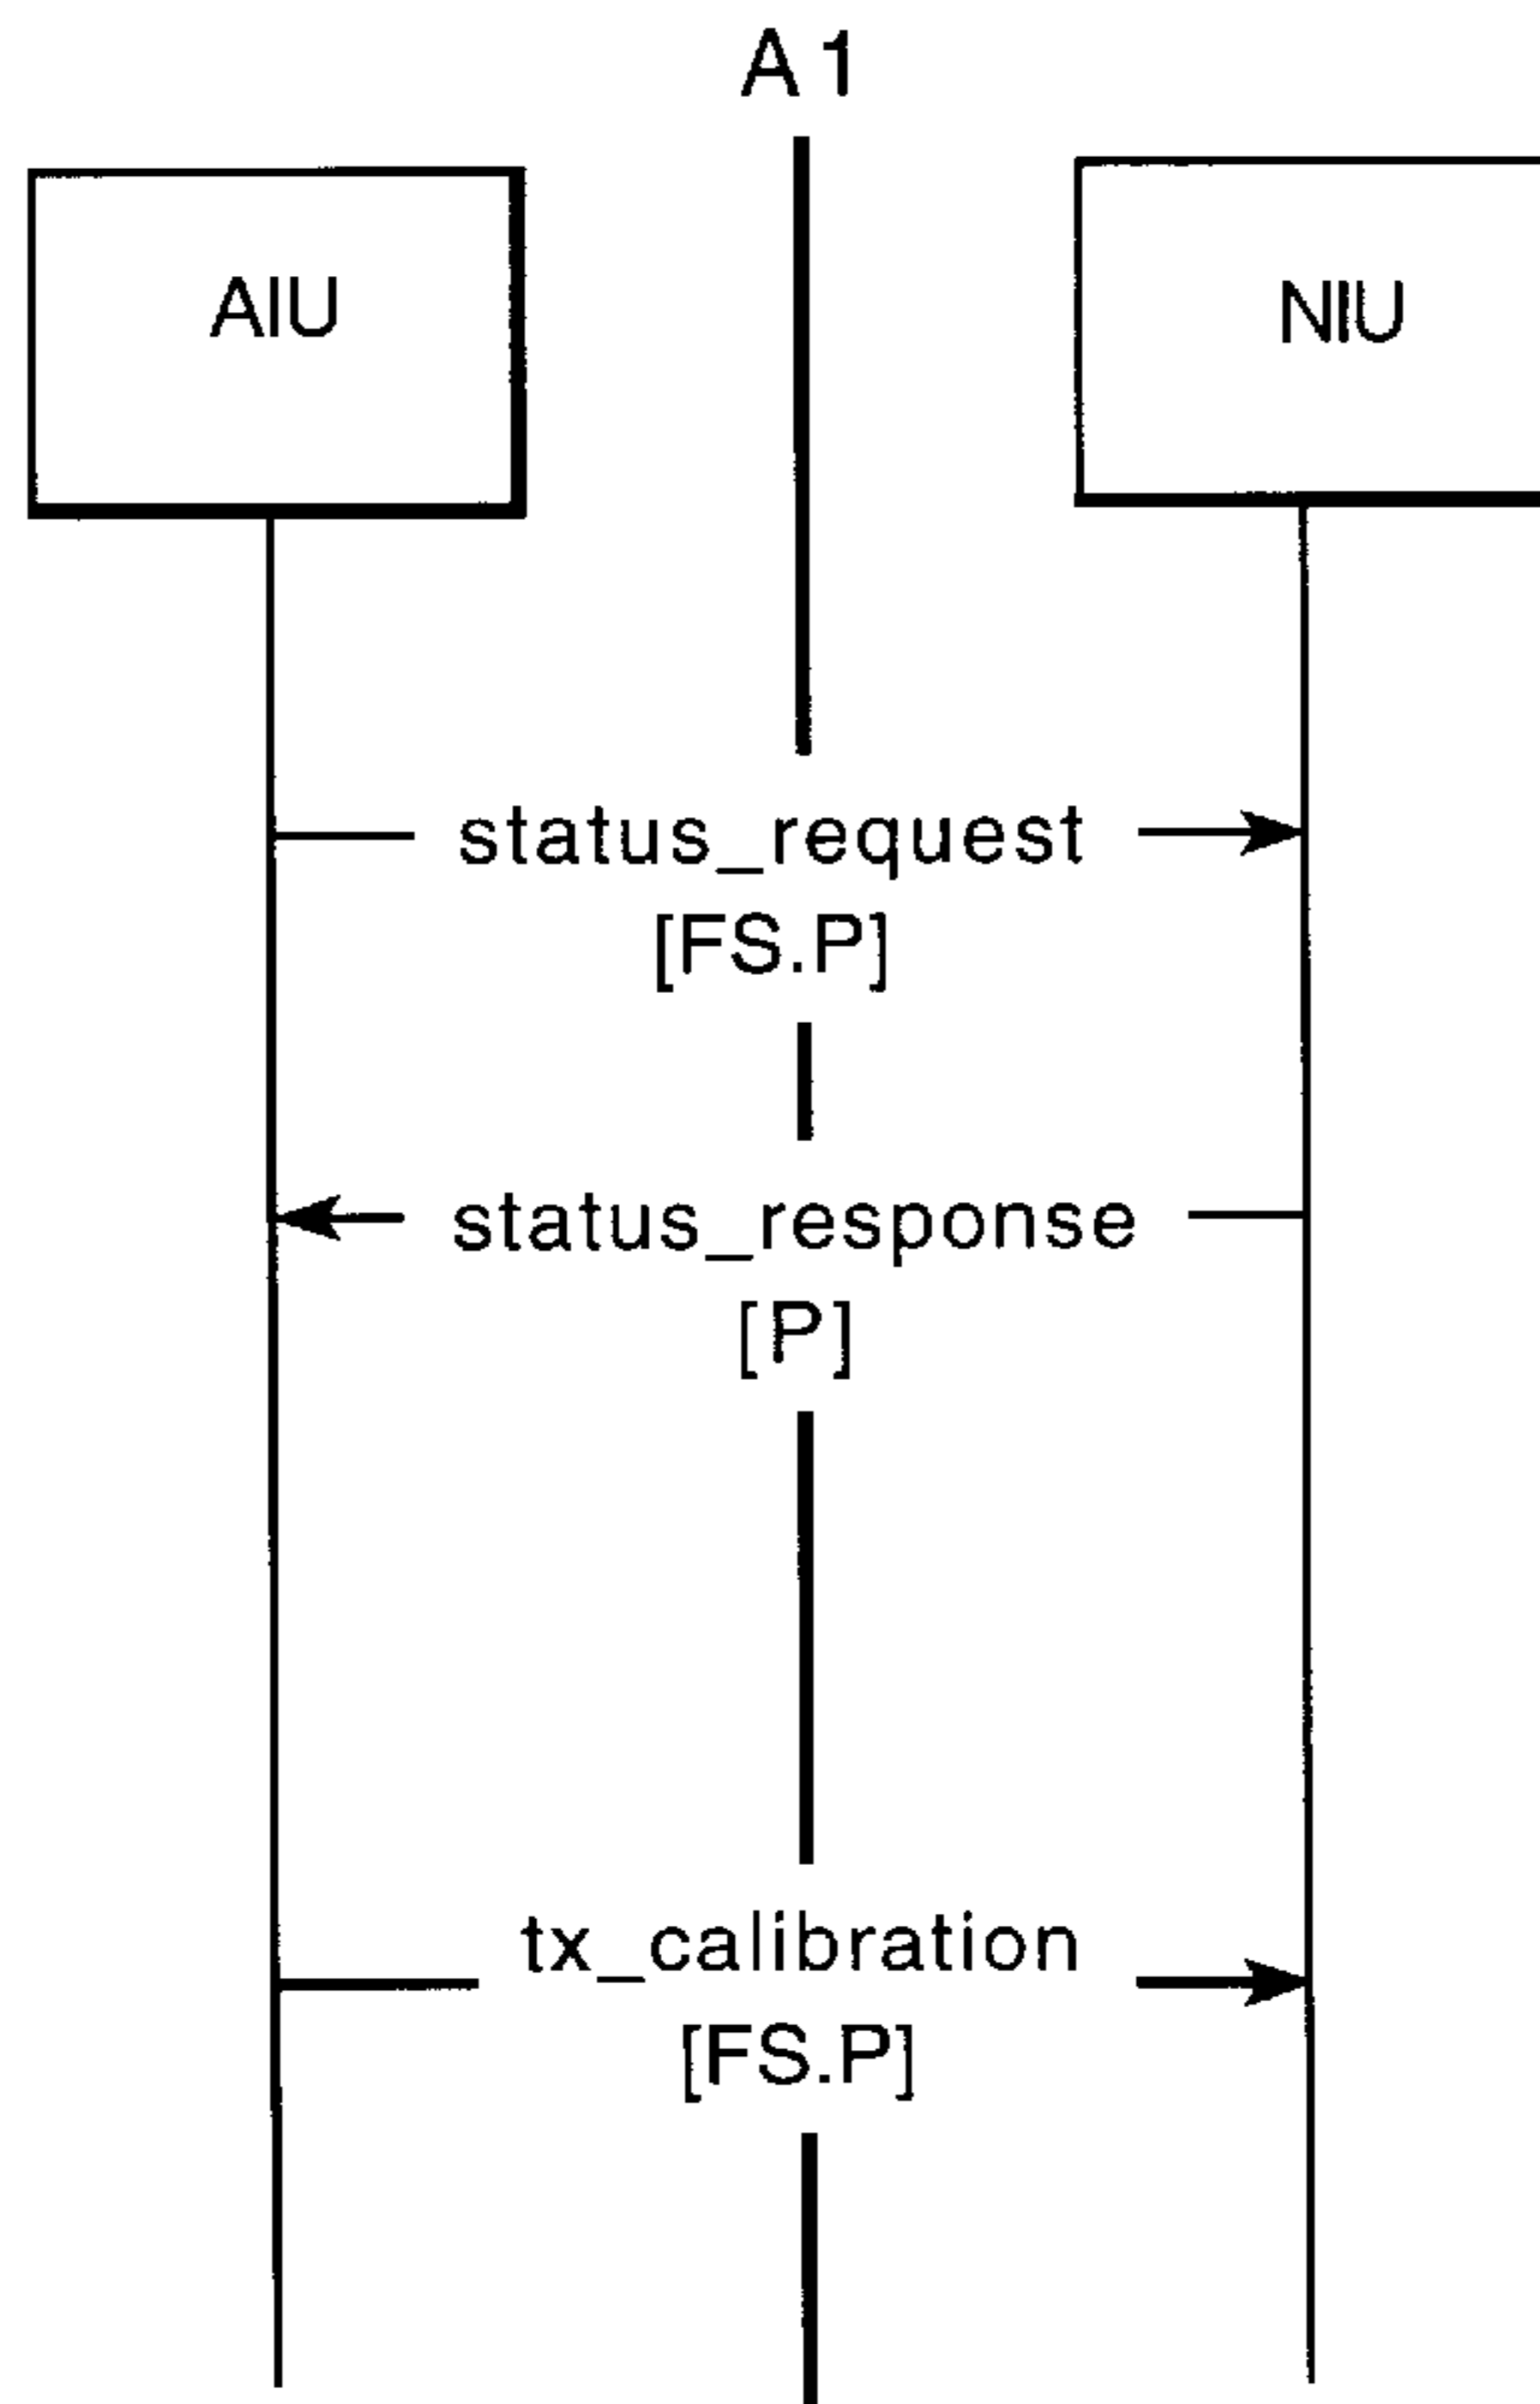 A1
AIU
NIU
status_request
[FS.P]
status_response
[P]
tx_calibration
[FS.P]